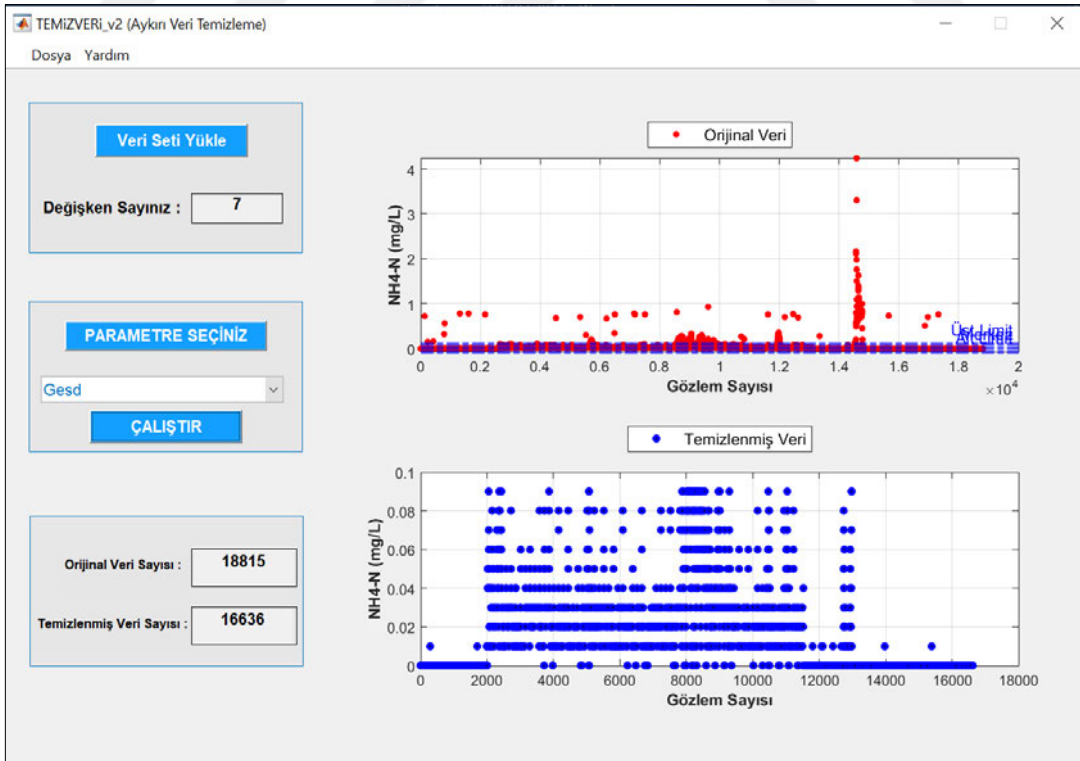 TEMiZVERi_v2 (Aykırı Veri Temizleme)
Dosya Yardım
Veri Seti Yükle
Değişken Sayınız : 7
PARAMETRE SEÇİNİZ
Gesd
ÇALIŞTIR
Orijinal Veri Sayısı : 18815
Temizlenmiş Veri Sayısı : 16636
Orijinal Veri
NH4-N (mg/L)
4
3
2
1
0
Üst Limit
0 0.2 0.4 0.6 0.8 1 1.2 1.4 1.6 1.8 2
×10^4
Gözlem Sayısı
Temizlenmiş Veri
NH4-N (mg/L)
0.1
0.08
0.06
0.04
0.02
0
0 2000 4000 6000 8000 10000 12000 14000 16000 18000
Gözlem Sayısı